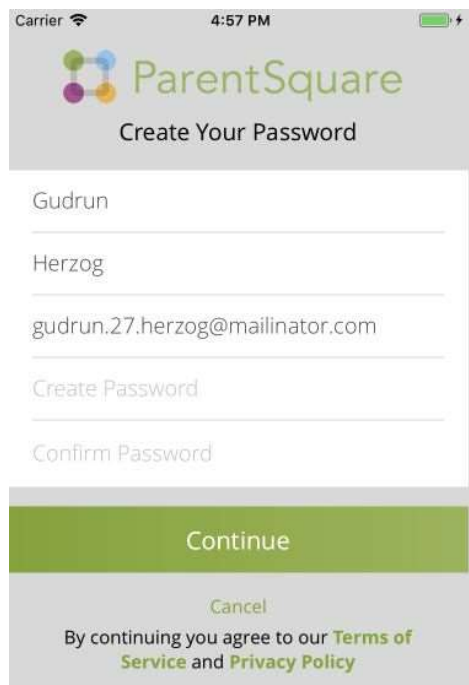 Carrier 4:57 PM
ParentSquare
Create Your Password
Gudrun
Herzog
gudrun.27.herzog@mailinator.com
Create Password
Confirm Password
Continue
Cancel
By continuing you agree to our Terms of
Service and Privacy Policy